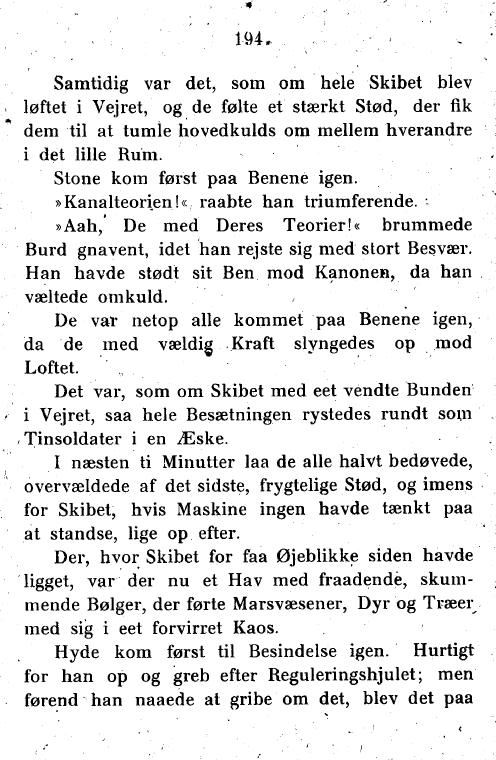 194.
Samtidig var det, som om hele Skibet blev
løftet i Vejret, og de følte et stærkt Stød, der fik
dem til at tumle hovedkulds om mellem hverandre
i det lille Rum.
Stone kom først paa Benene igen.
»Kanalteorien!« raabte han triumferende.
»Aah, De med Deres Teorier!« brummede
Burd gnavent, idet han rejste sig med stort Besvær.
Han havde stødt sit Ben mod Kanonen, da han
væltede omkuld.
De var netop alle kommet paa Benene igen,
da de med vældig Kraft slyngedes op mod
Loftet.
Det var, som om Skibet med eet vendte Bunden
i Vejret, saa hele Besætningen rystedes rundt som
Tinsoldater i en Æske.
I næsten ti Minutter laa de alle halvt bedøvede,
overvældede af det sidste, frygtelige Stød, og imens
for Skibet, hvis Maskine ingen havde tænkt paa
at standse, lige op efter.
Der, hvor Skibet for faa Øjeblikke siden havde
ligget, var der nu et Hav med fraadende, skum-
mende Bølger, der førte Marsvæsener, Dyr og Træer
med sig i eet forvirret Kaos.
Hyde kom først til Besindelse igen. Hurtigt
for han op og greb efter Reguleringshjulet; men
førend han naaede at gribe om det, blev det paa